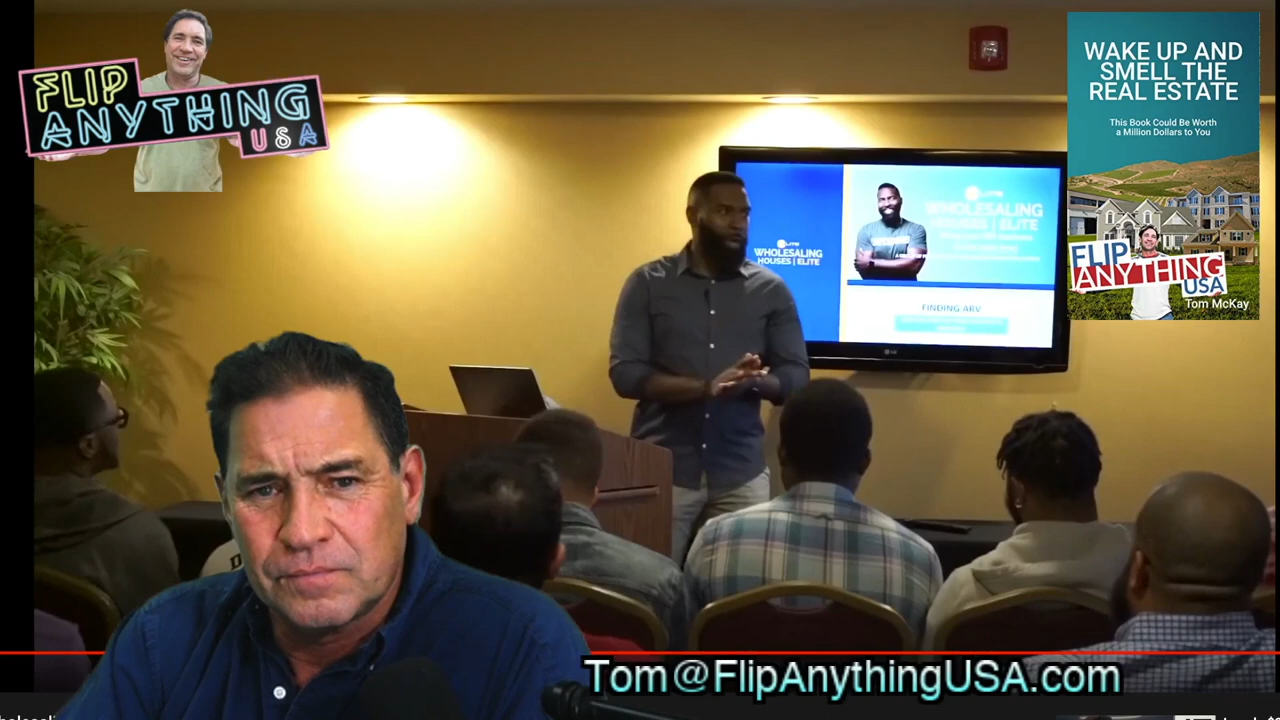 FLIP
ANYTHING
USA
WAKE UP AND
SMELL THE
REAL ESTATE
This Book Could Be Worth
a Million Dollars to You
FLIP
ANYTHING
USA
Tom McKay
WHOLESALING
HOUSES | ELITE
WHOLESALING
HOUSES | ELITE
FINDING ARV
LG
Tom@FlipAnythingUSA.com